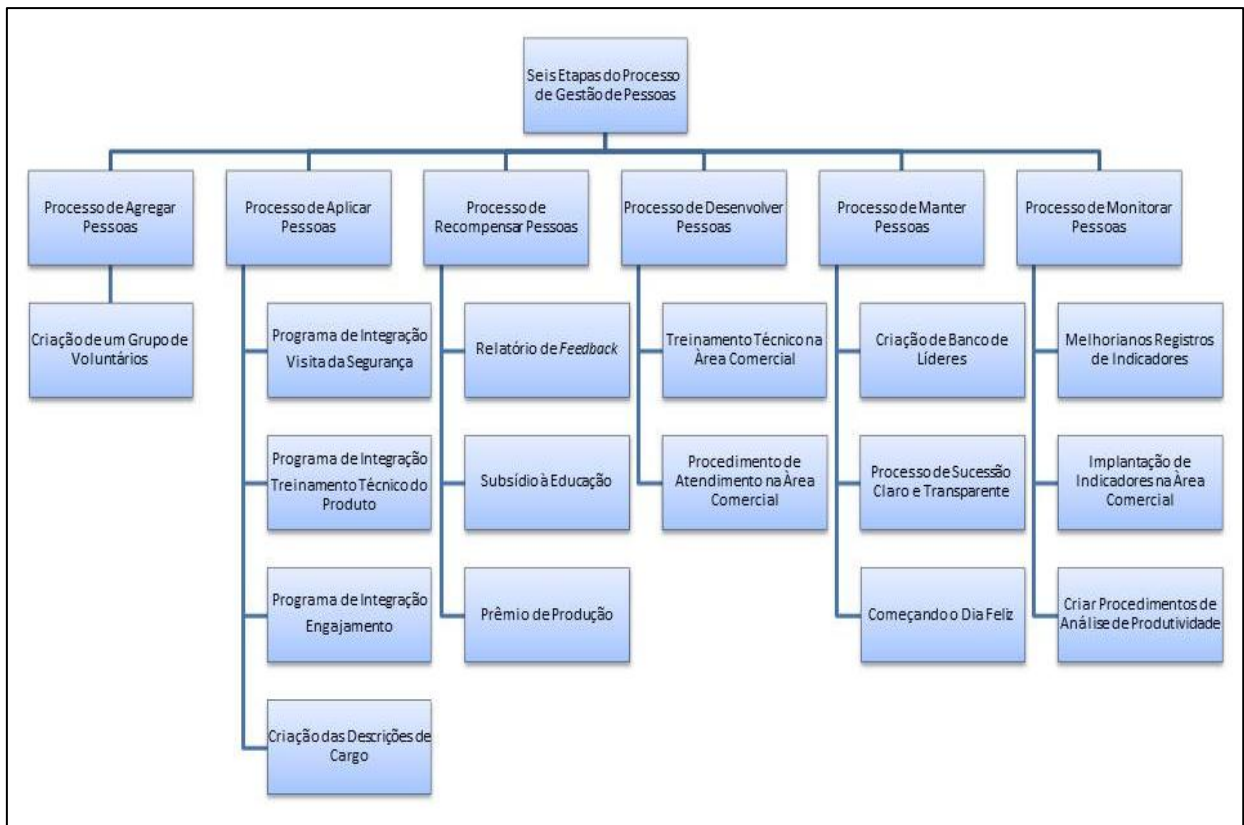 Seis Etapas do Processo
de Gestão de Pessoas
Processo de Agregar
Pessoas
Processo de Aplicar
Pessoas
Processo de
Recompensar Pessoas
Processo de Desenvolver
Pessoas
Processo de Manter
Pessoas
Processo de Monitorar
Pessoas
Criação de um Grupo de
Voluntários
Programa de Integração
Visita da Segurança
Relatório de Feedback
Treinamento Técnico na
Àrea Comercial
Criação de Banco de
Líderes
Melhoria nos Registros
de Indicadores
Programa de Integração
Treinamento Técnico do
Produto
Subsídio à Educação
Procedimento de
Atendimento na Àrea
Comercial
Processo de Sucessão
Claro e Transparente
Implantação de
Indicadores na Àrea
Comercial
Programa de Integração
Engajamento
Prêmio de Produção
Começando o Dia Feliz
Criar Procedimentos de
Análise de Produtividade
Criação das Descrições de
Cargo